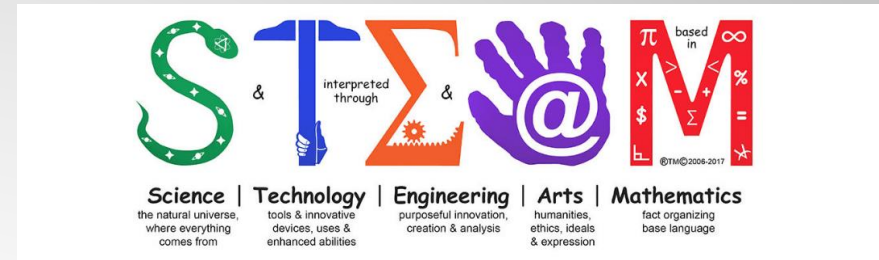 STE@M
& interpreted through & based in
π ∞
> <
X - + %
$ Σ =
®TM©2006-2017
Science | Technology | Engineering | Arts | Mathematics
the natural universe, where everything comes from
tools & innovative devices, uses & enhanced abilities
purposeful innovation, creation & analysis
humanities, ethics, ideals & expression
fact organizing base language